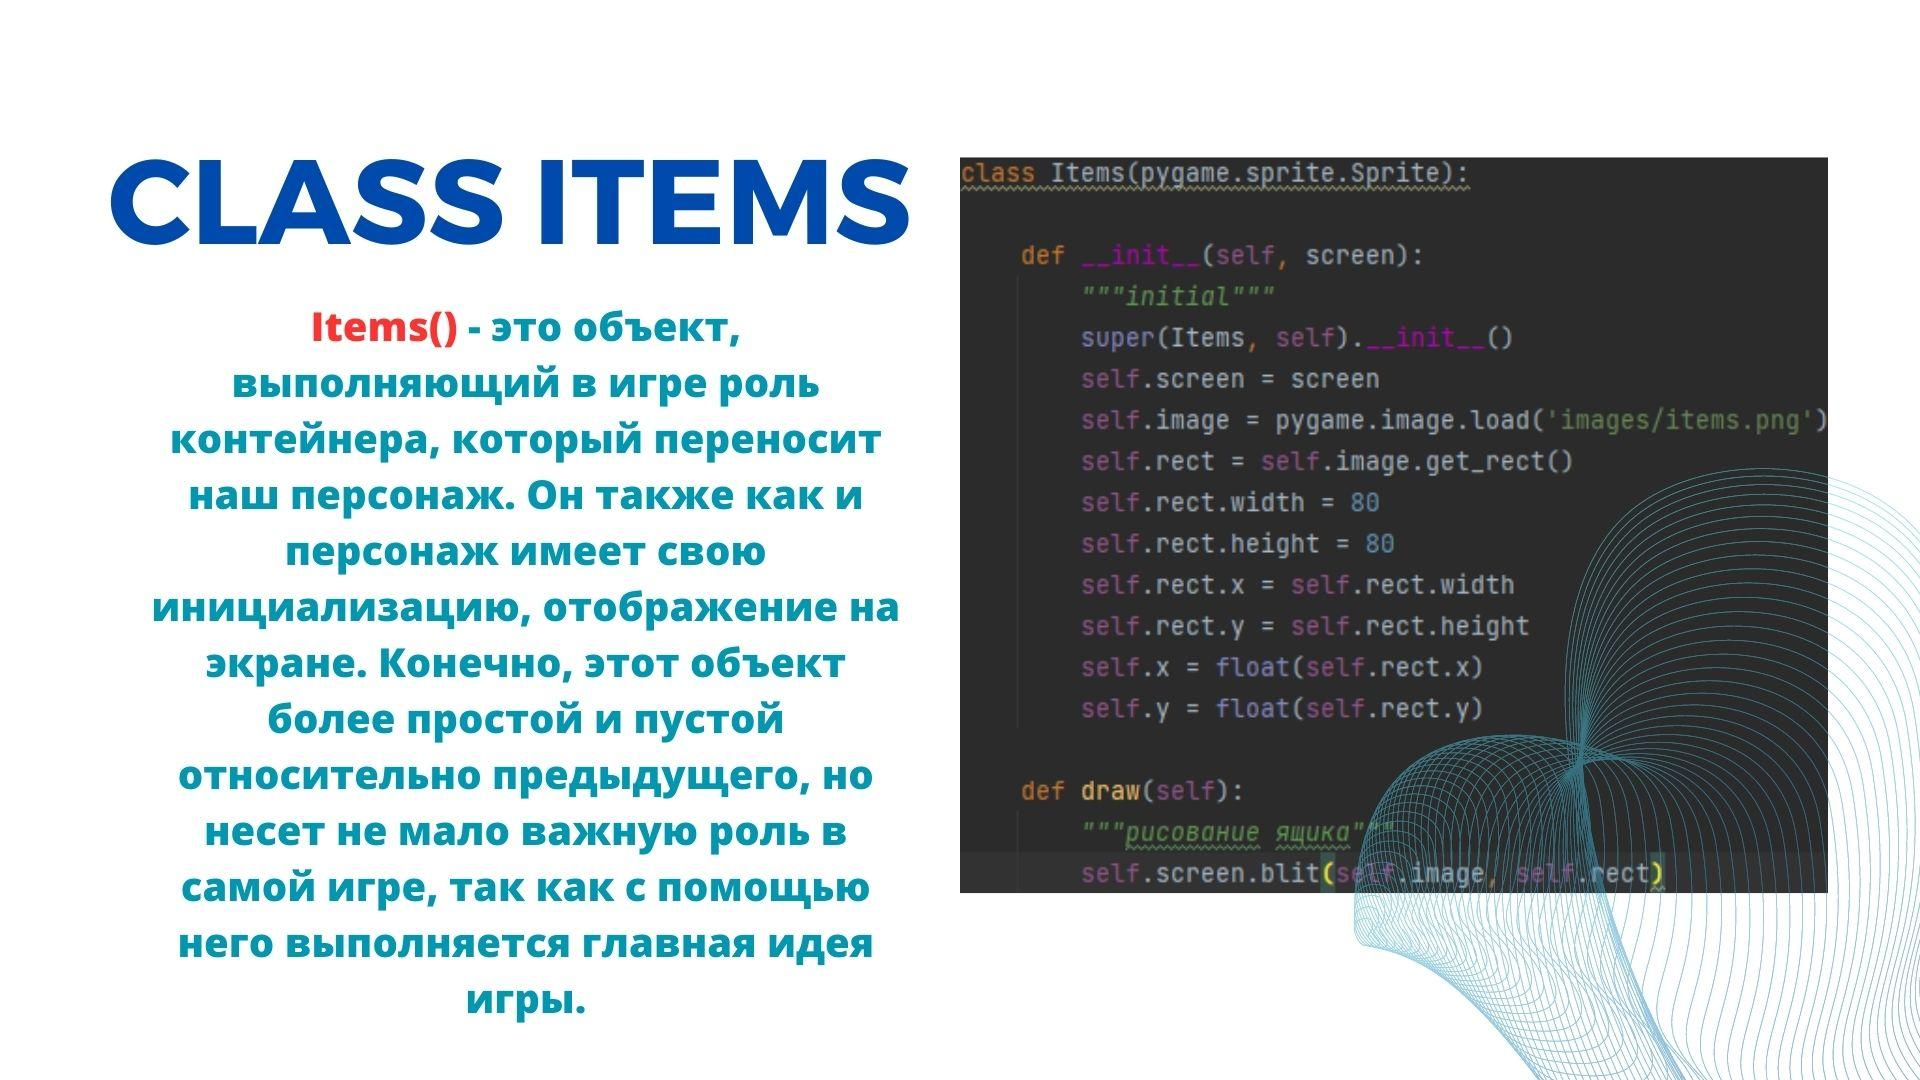 CLASS ITEMS
Items() - это объект,
выполняющий в игре роль
контейнера, который переносит
наш персонаж. Он также как и
персонаж имеет свою
инициализацию, отображение на
экране. Конечно, этот объект
более простой и пустой
относительно предыдущего, но
несет не мало важную роль в
самой игре, так как с помощью
него выполняется главная идея
игры.
class Items(pygame.sprite.Sprite):
def __init__(self, screen):
"""initial"""
super(Items, self).__init__()
self.screen = screen
self.image = pygame.image.load('images/items.png')
self.rect = self.image.get_rect()
self.rect.width = 80
self.rect.height = 80
self.rect.x = self.rect.width
self.rect.y = self.rect.height
self.x = float(self.rect.x)
self.y = float(self.rect.y)
def draw(self):
"""рисование ящика"""
self.screen.blit(self.image, self.rect)